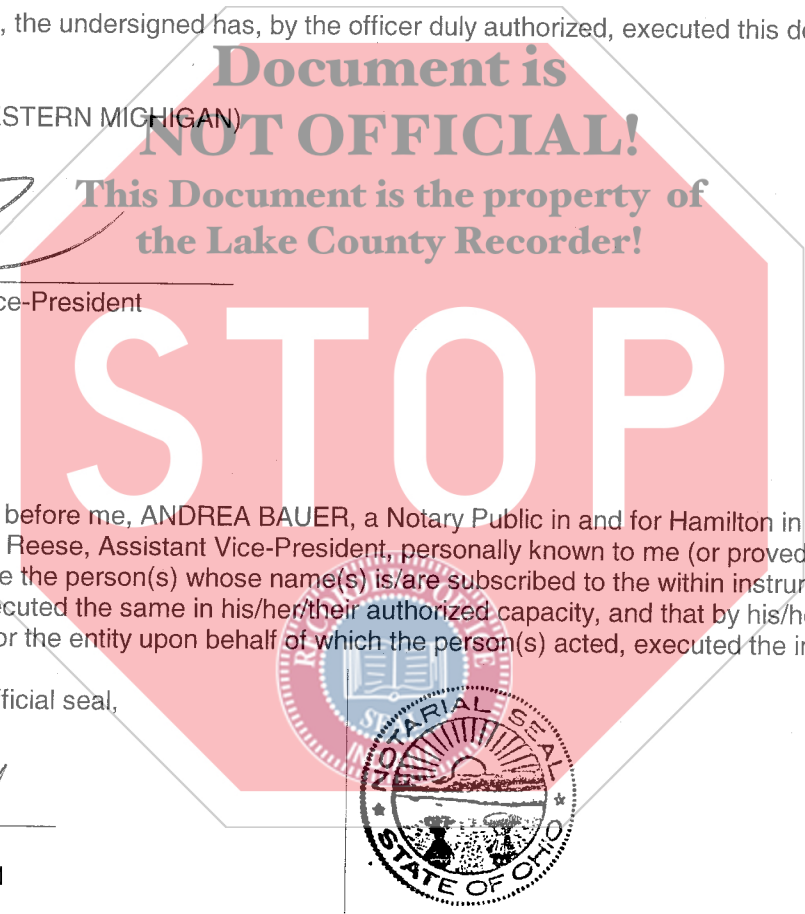 , the undersigned has, by the officer duly authorized, executed this de
Document is
ESTERN MICHIGAN)
NOT OFFICIAL!
This Document is the property of
the Lake County Recorder!
ce-President
STOP
before me, ANDREA BAUER, a Notary Public in and for Hamilton in
Reese, Assistant Vice-President, personally known to me (or proved
e the person(s) whose name(s) is/are subscribed to the within instru
ecuted the same in his/her/their authorized capacity, and that by his/he
or the entity upon behalf of which the person(s) acted, executed the in
fficial seal,
SEAL
NOTARIAL SEAL
STATE OF OHIO